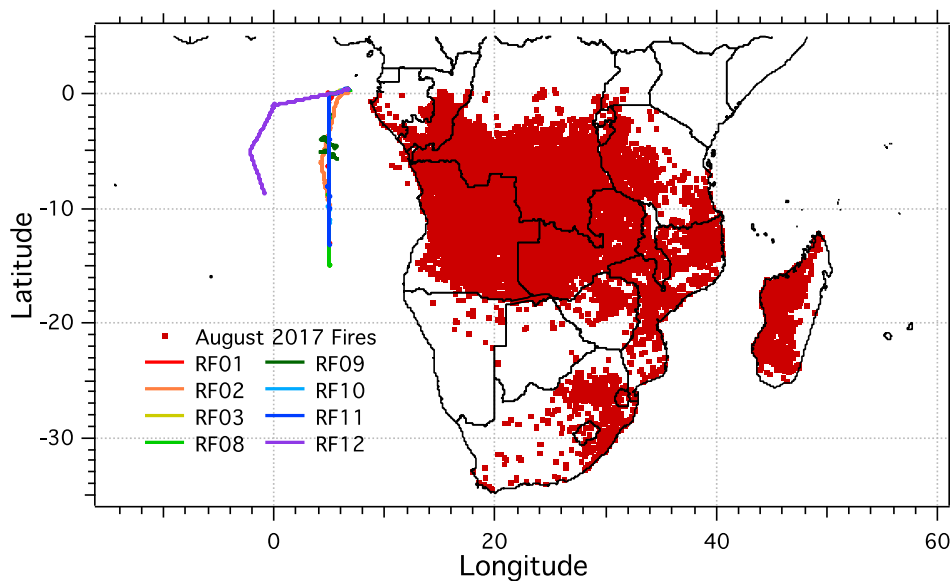 Latitude
0
-10
-20
-30
August 2017 Fires
RF01 RF09
RF02 RF10
RF03 RF11
RF08 RF12
0 20 40 60
Longitude